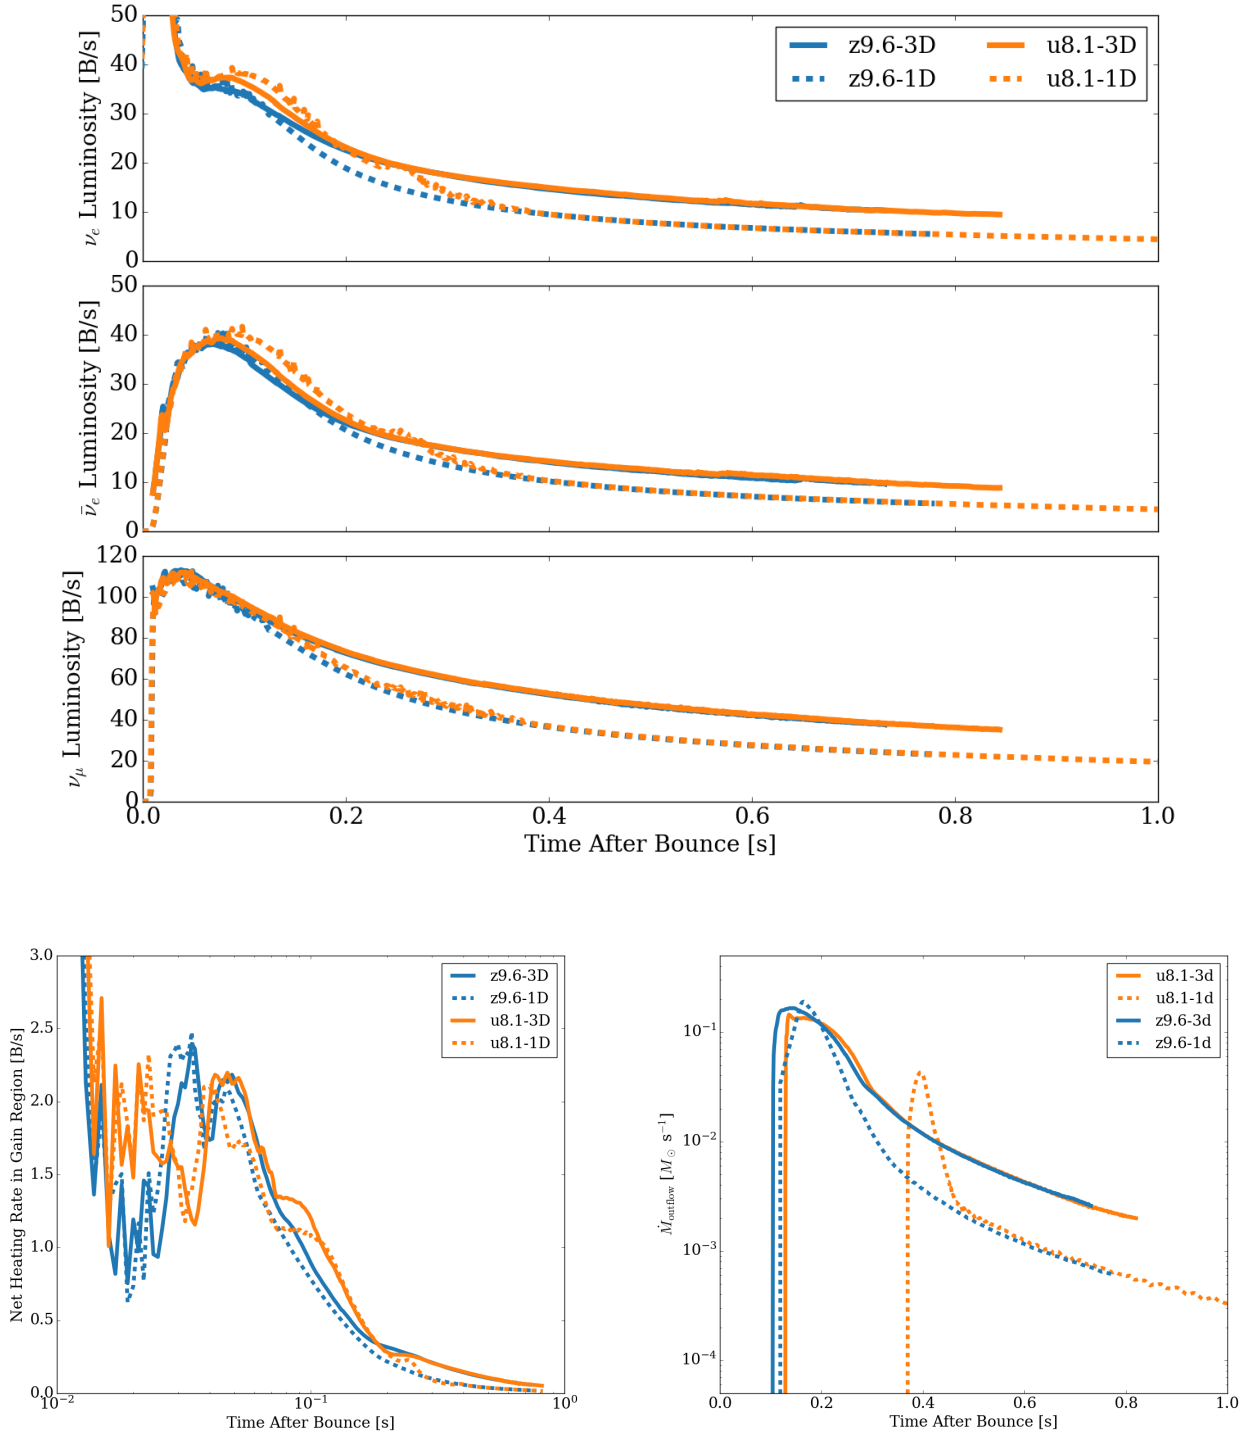 50
40
30
20
10
0
ν_e Luminosity [B/s]
z9.6-3D
z9.6-1D
u8.1-3D
u8.1-1D
50
40
30
20
10
0
ν̄_e Luminosity [B/s]
120
100
80
60
40
20
0
ν_μ Luminosity [B/s]
0.0 0.2 0.4 0.6 0.8 1.0
Time After Bounce [s]
3.0
2.5
2.0
1.5
1.0
0.5
0.0
Net Heating Rate in Gain Region [B/s]
z9.6-3D
z9.6-1D
u8.1-3D
u8.1-1D
10⁻² 10⁻¹ 10⁰
Time After Bounce [s]
10⁻¹
10⁻²
10⁻³
10⁻⁴
Ṁ_outflow [M_⊙ s⁻¹]
u8.1-3d
u8.1-1d
z9.6-3d
z9.6-1d
0.0 0.2 0.4 0.6 0.8 1.0
Time After Bounce [s]